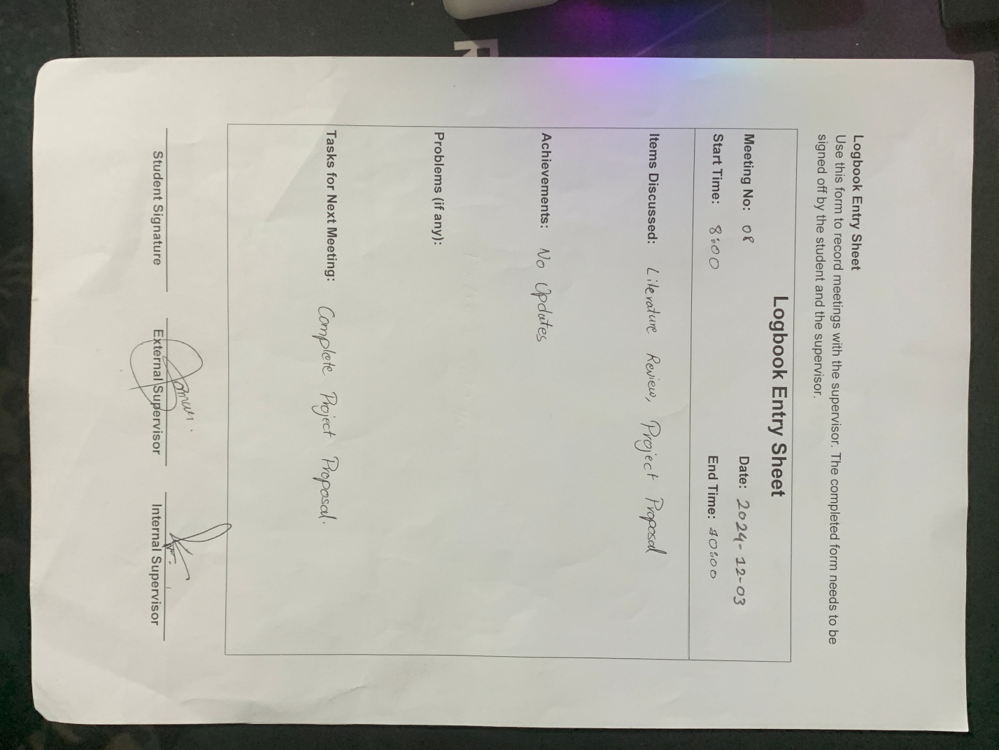 Logbook Entry Sheet
Use this form to record meetings with the supervisor. The completed form needs to be
signed off by the student and the supervisor.
Logbook Entry Sheet
Meeting No: 08 Date: 2024-12-03
Start Time: 8:00 End Time: 10:00
Items Discussed: Literature Review, Project Proposal
Achievements: No Updates
Problems (if any):
Tasks for Next Meeting: Complete Project Proposal.
Student Signature External Supervisor Internal Supervisor